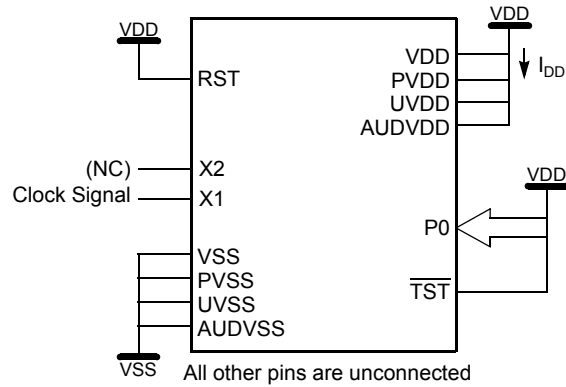 VDD
RST
(NC)
X2
Clock Signal
X1
VSS
PVSS
UVSS
AUDVSS
VSS
VDD
VDD
IDD
PVDD
UVDD
AUDVDD
VDD
P0
TST
All other pins are unconnected